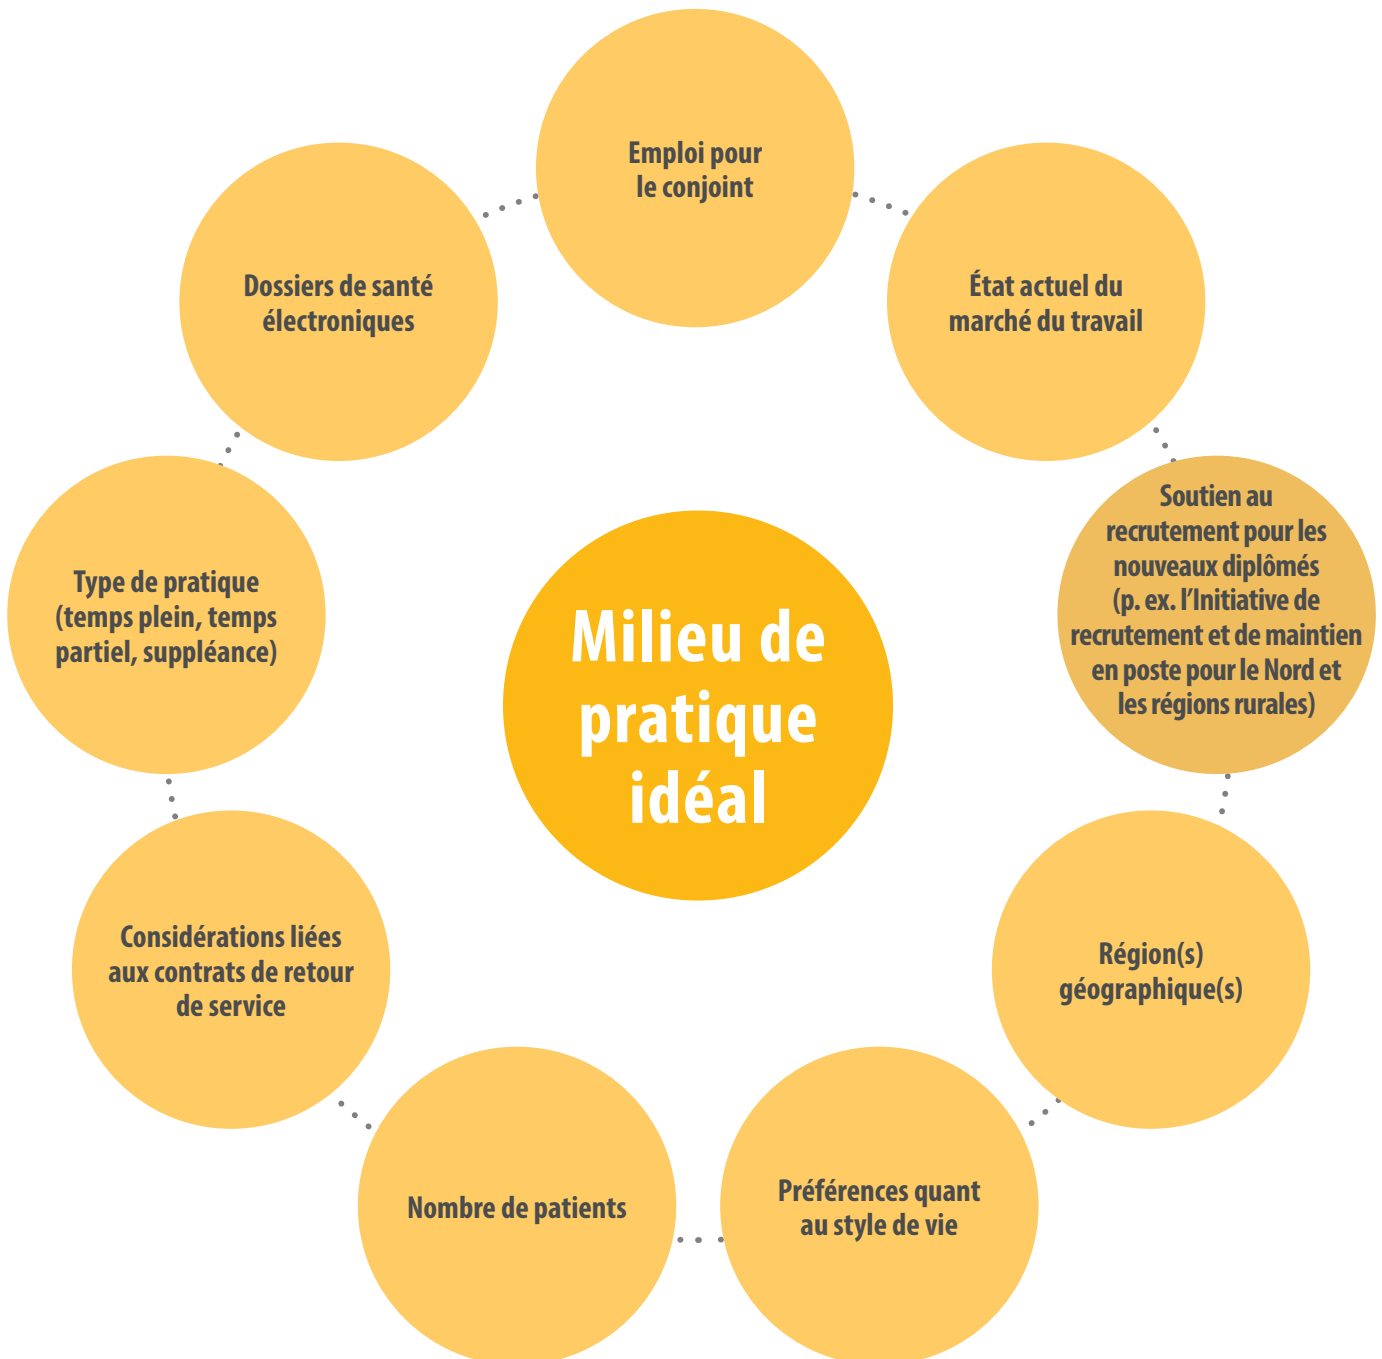 Emploi pour
le conjoint
État actuel du
marché du travail
Soutien au
recrutement pour les
nouveaux diplômés
(p. ex. l’Initiative de
recrutement et de maintien
en poste pour le Nord et
les régions rurales)
Région(s)
géographique(s)
Préférences quant
au style de vie
Nombre de patients
Considérations liées
aux contrats de retour
de service
Type de pratique
(temps plein, temps
partiel, suppléance)
Dossiers de santé
électroniques
Milieu de
pratique
idéal